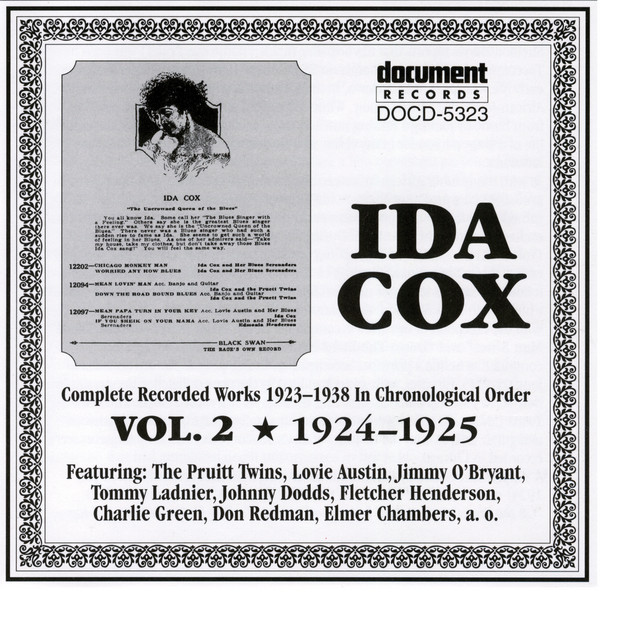 document
RECORDS
DOCD-5323
IDA COX
"The Uncrowned Queen of the Blues"
You all know Ida. Some call her "The Blues Singer with
a Feeling." Others say she is the greatest Blues singer
there ever was. We say she is the "Uncrowned Queen of the
Blues." There never was a Blues singer who had such a
sudden rise to fame as Ida. She seems to get such a world
of feeling in her Blues. As one of her admirers said—"Take
my house, take my clothes, but don't take away those Blues
Ida Cox sang!" You will feel the same way.
12202—CHICAGO MONKEY MAN Ida Cox and Her Blues Serenaders
WORRIED ANY HOW BLUES Ida Cox and Her Blues Serenaders
12094—MEAN LOVIN' MAN Acc. Banjo and Guitar
Ida Cox and the Pruitt Twins
DOWN THE ROAD BOUND BLUES Acc. Banjo and Guitar
Ida Cox and the Pruitt Twins
12097—MEAN PAPA TURN IN YOUR KEY Acc. Lovie Austin and Her Blues
Serenaders Ida Cox
IF YOU SHEIK ON YOUR MAMA Acc. Lovie Austin and Her Blues
Serenaders Edmonia Henderson
BLACK SWAN
THE RACE'S OWN RECORD
IDA
COX
Complete Recorded Works 1923–1938 In Chronological Order
VOL. 2 ★ 1924–1925
Featuring: The Pruitt Twins, Lovie Austin, Jimmy O'Bryant,
Tommy Ladnier, Johnny Dodds, Fletcher Henderson,
Charlie Green, Don Redman, Elmer Chambers, a. o.